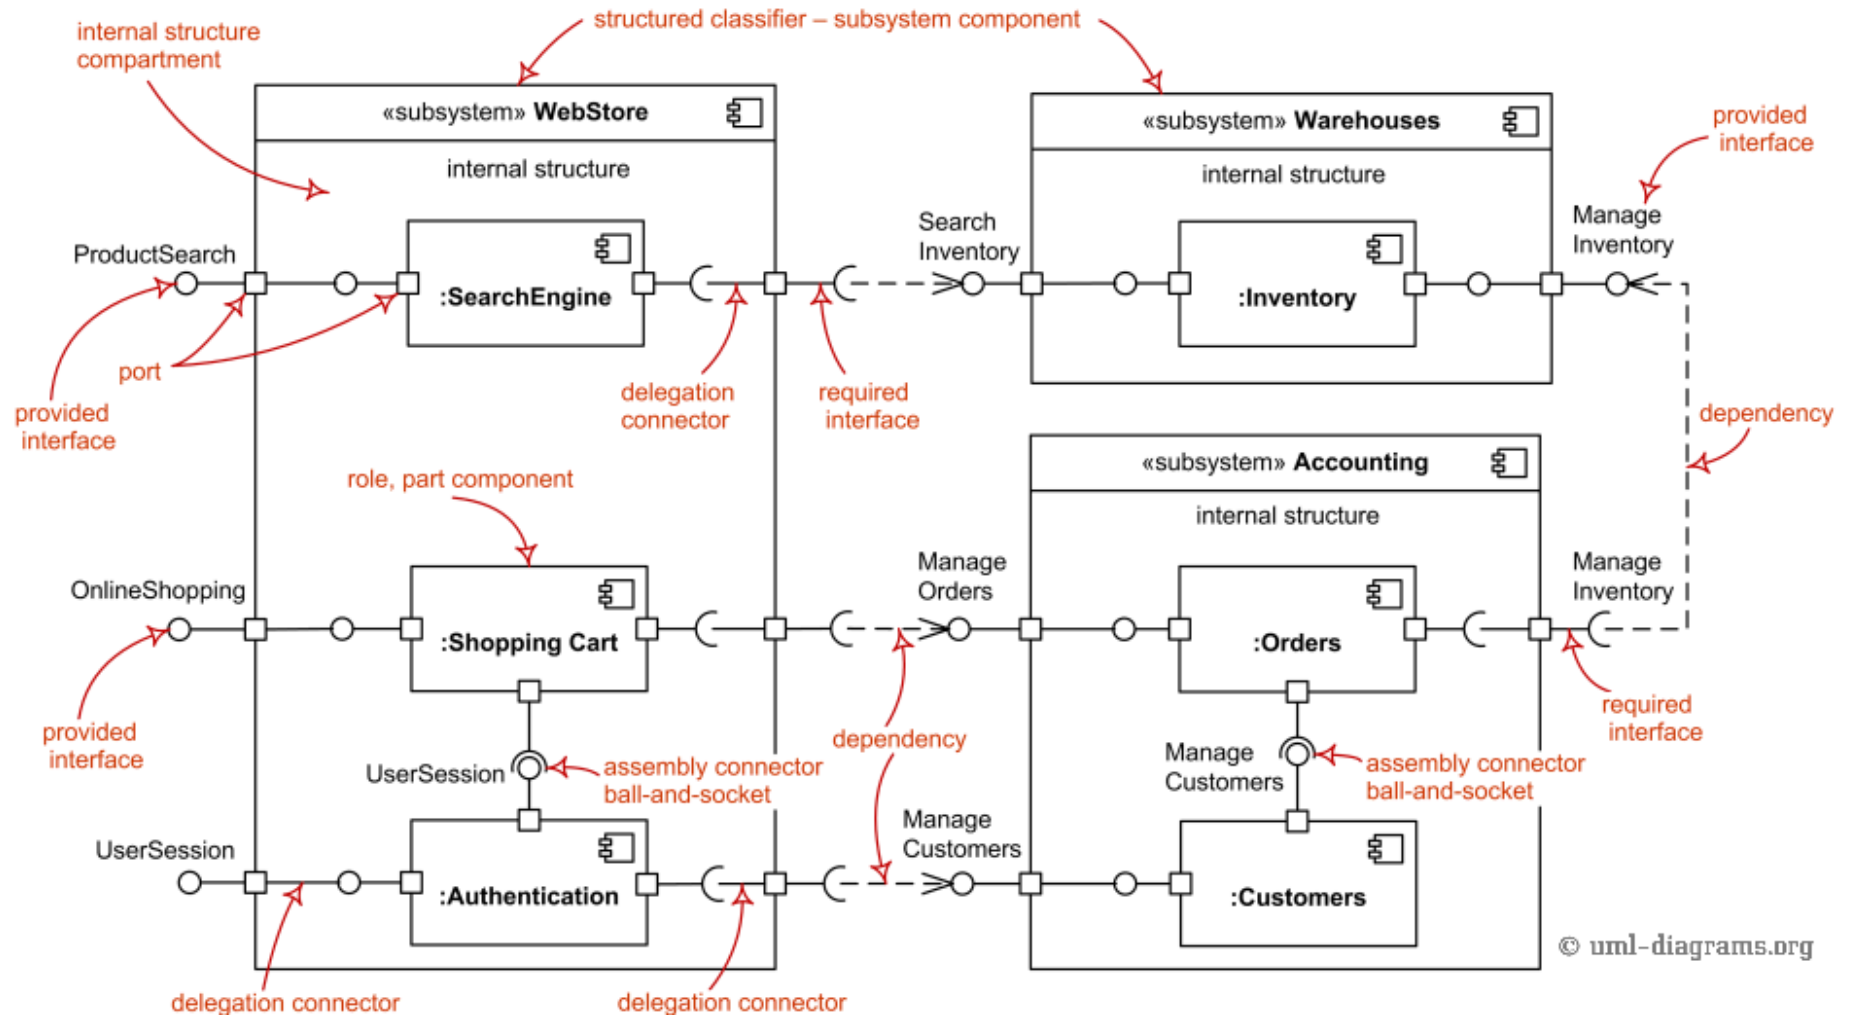 structured classifier – subsystem component
internal structure
compartment
«subsystem» WebStore
internal structure
«subsystem» Warehouses
internal structure
provided
interface
ProductSearch
:SearchEngine
Search
Inventory
:Inventory
Manage
Inventory
port
provided
interface
delegation
connector
required
interface
dependency
role, part component
«subsystem» Accounting
internal structure
OnlineShopping
:Shopping Cart
Manage
Orders
:Orders
Manage
Inventory
provided
interface
UserSession
assembly connector
ball-and-socket
dependency
Manage
Customers
assembly connector
ball-and-socket
required
interface
UserSession
:Authentication
Manage
Customers
:Customers
delegation connector
delegation connector
© uml-diagrams.org